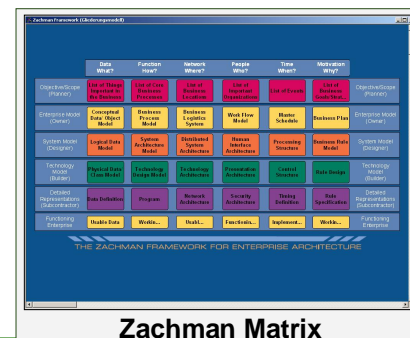 Zachman Framework (Gliederungsmodell)
Data What? Function How? Network Where? People Who? Time When? Motivation Why?
Objective/Scope (Planner) List of Things Important to the Business List of Core Business Processes List of Business Locations List of Important Organizations List of Events List of Business Goals/Strat... Objective/Scope (Planner)
Enterprise Model (Owner) Conceptual Data/ Object Model Business Process Model Business Logistics System Work Flow Model Master Schedule Business Plan Enterprise Model (Owner)
System Model (Designer) Logical Data Model System Architecture Model Distributed System Architecture Human Interface Architecture Processing Structure Business Rule Model System Model (Designer)
Technology Model (Builder) Physical Data/ Class Model Technology Design Model Technology Architecture Presentation Architecture Control Structure Rule Design Technology Model (Builder)
Detailed Representations (Subcontractor) Data Definition Program Network Architecture Security Architecture Timing Definition Rule Specification Detailed Representations (Subcontractor)
Functioning Enterprise Usable Data Workin... Usabl... Functionin... Implement... Workin... Functioning Enterprise
THE ZACHMAN FRAMEWORK FOR ENTERPRISE ARCHITECTURE
Zachman Matrix